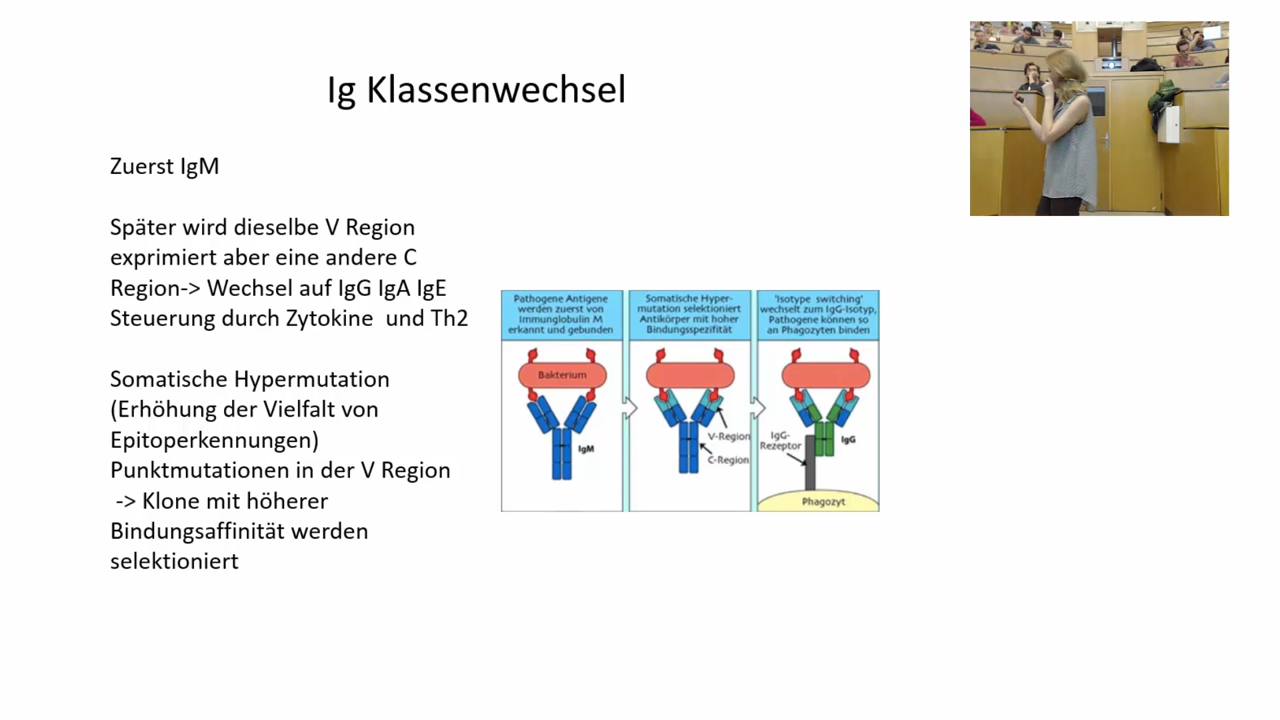 Ig Klassenwechsel
Zuerst IgM
Später wird dieselbe V Region
exprimiert aber eine andere C
Region-> Wechsel auf IgG IgA IgE
Steuerung durch Zytokine  und Th2
Somatische Hypermutation
(Erhöhung der Vielfalt von
Epitoperkennungen)
Punktmutationen in der V Region
-> Klone mit höherer
Bindungsaffinität werden
selektioniert
Pathogene Antigene
werden zuerst von
Immunglobulin M
erkannt und gebunden
Bakterium
IgM
Somatische Hyper-
mutation selektioniert
Antikörper mit hoher
Bindungsspezifität
V-Region
C-Region
'Isotype switching'
wechselt zum IgG-Isotyp,
Pathogene können so
an Phagozyten binden
IgG-
Rezeptor
IgG
Phagozyt